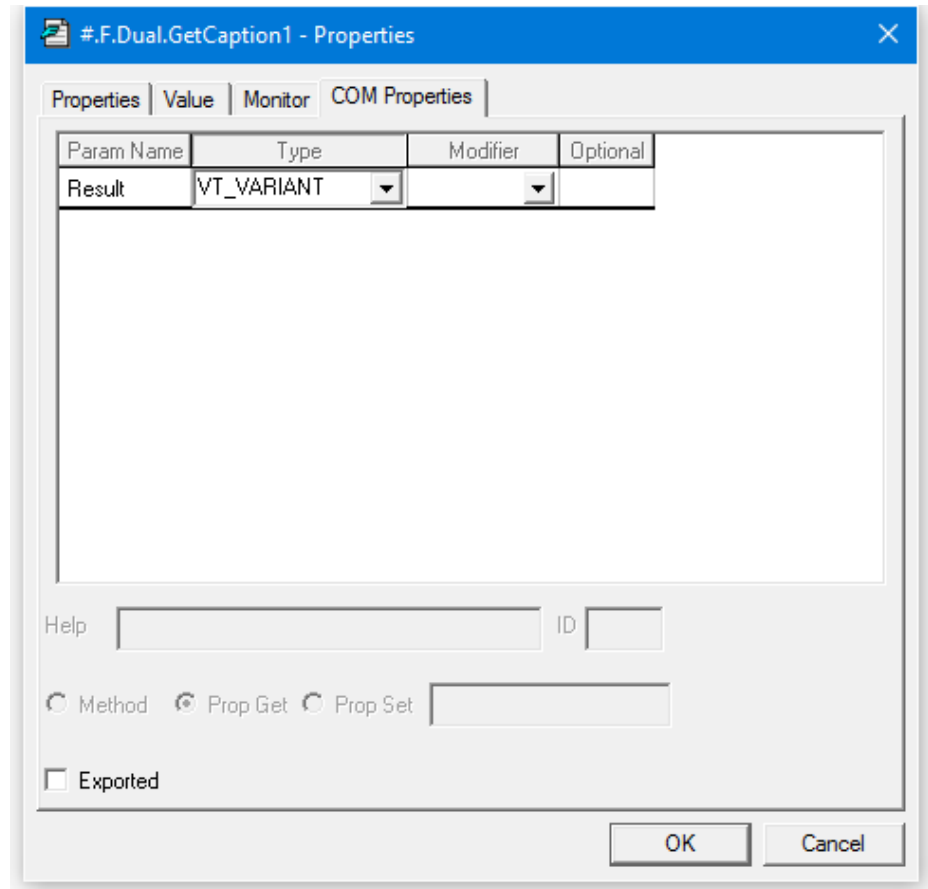 #.F.Dual.GetCaption1 - Properties
Properties Value Monitor COM Properties
Param Name Type Modifier Optional
Result VT_VARIANT
Help ID
Method Prop Get Prop Set
Exported
OK Cancel